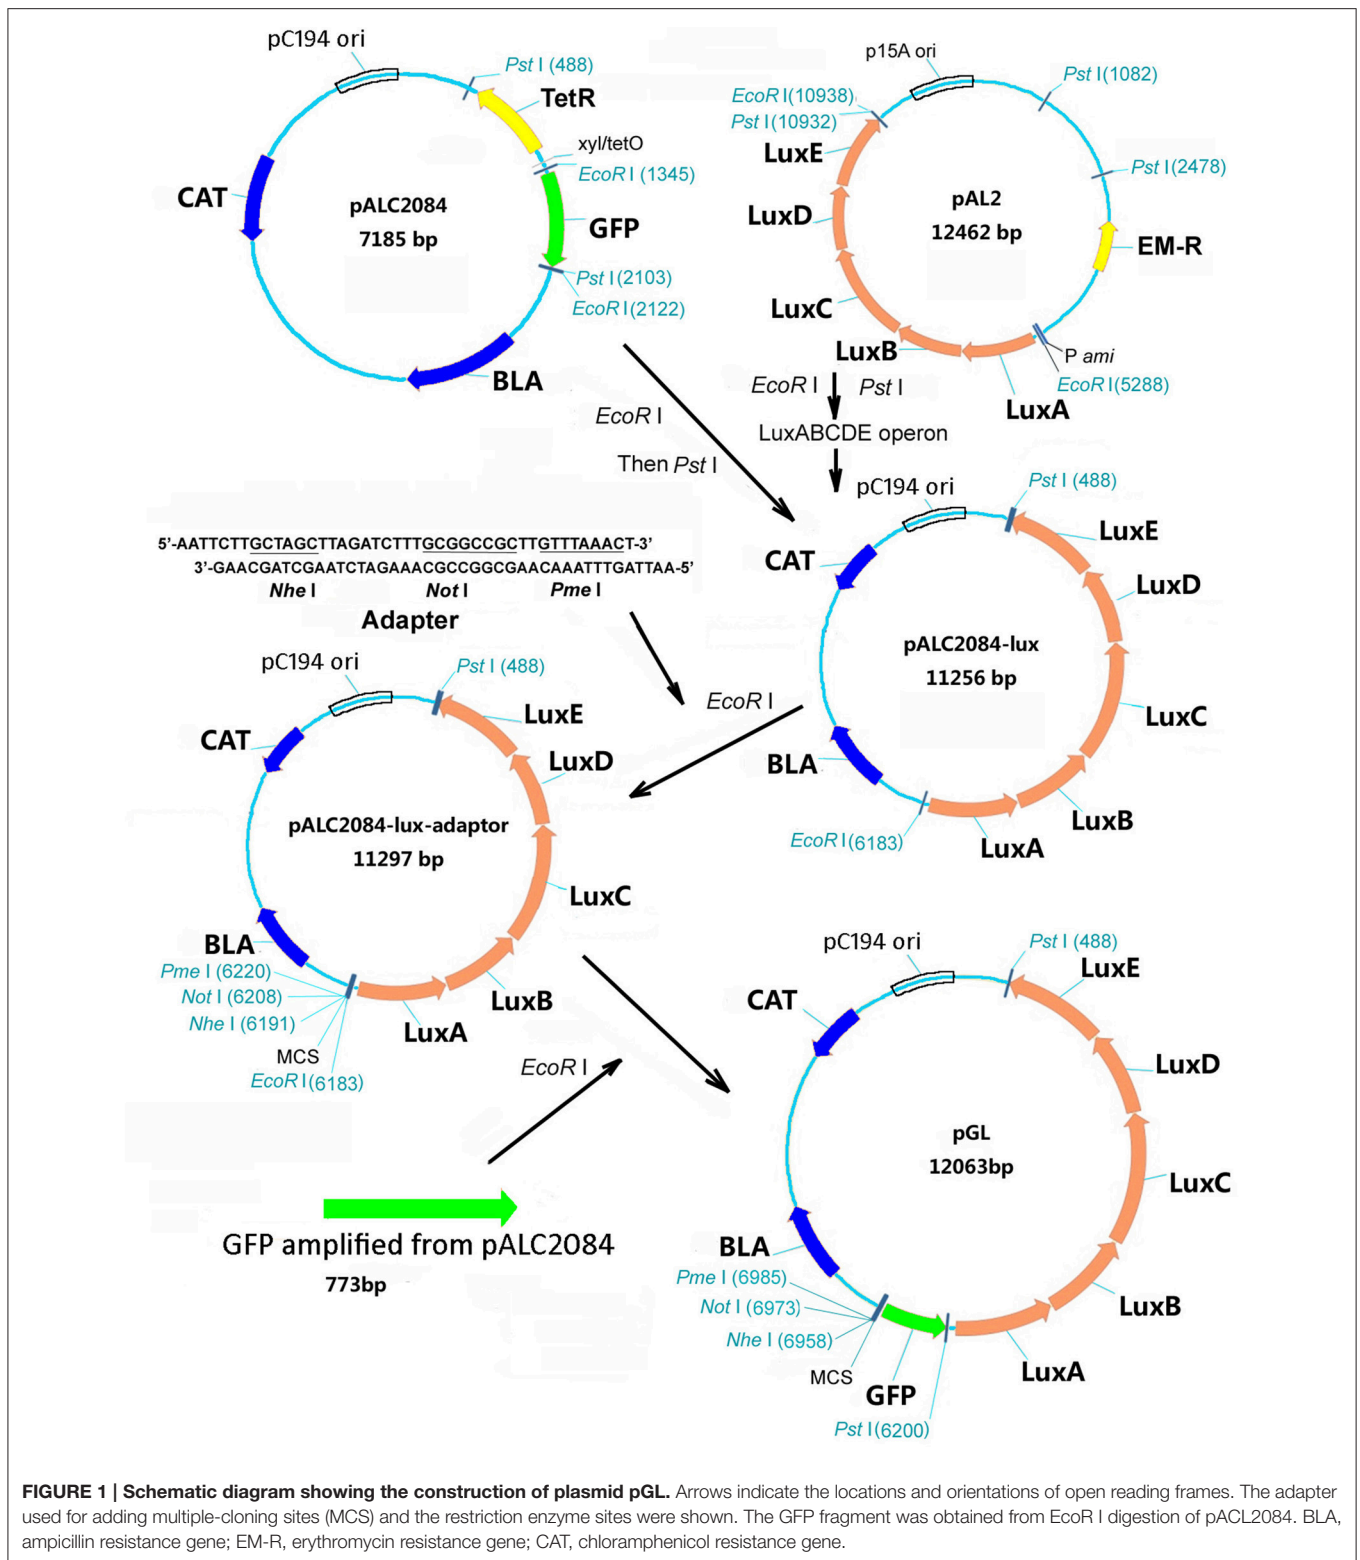 pC194 ori
Pst I (488)
TetR
xyl/tetO
EcoR I (1345)
CAT
pALC2084
7185 bp
GFP
Pst I (2103)
EcoR I (2122)
BLA
p15A ori
Pst I (1082)
EcoR I (10938)
Pst I (10932)
LuxE
Pst I (2478)
LuxD
pAL2
12462 bp
EM-R
LuxC
LuxB
P ami
EcoR I (5288)
LuxA
EcoR I
Pst I
LuxABCDE operon
EcoR I
Then Pst I
5’-AATTCTTGCTAGCTTAGATCTTTGCGGCCGCTTGTTTAAACT-3’
3’-GAACGATCGAATCTAGAAACGCCGGCGAACAAATTTGATTAA-5’
Nhe I
Not I
Pme I
Adapter
pC194 ori
Pst I (488)
LuxE
CAT
LuxD
pALC2084-lux
11256 bp
LuxC
BLA
LuxB
EcoR I (6183)
LuxA
EcoR I
pC194 ori
Pst I (488)
LuxE
CAT
LuxD
pALC2084-lux-adaptor
11297 bp
LuxC
BLA
Pme I (6220)
Not I (6208)
LuxB
Nhe I (6191)
LuxA
MCS
EcoR I (6183)
EcoR I
GFP amplified from pALC2084
773bp
pC194 ori
Pst I (488)
LuxE
CAT
LuxD
pGL
12063bp
LuxC
BLA
Pme I (6985)
Not I (6973)
LuxB
Nhe I (6958)
MCS
LuxA
GFP
Pst I (6200)
FIGURE 1 | Schematic diagram showing the construction of plasmid pGL. Arrows indicate the locations and orientations of open reading frames. The adapter
used for adding multiple-cloning sites (MCS) and the restriction enzyme sites were shown. The GFP fragment was obtained from EcoR I digestion of pACL2084. BLA,
ampicillin resistance gene; EM-R, erythromycin resistance gene; CAT, chloramphenicol resistance gene.